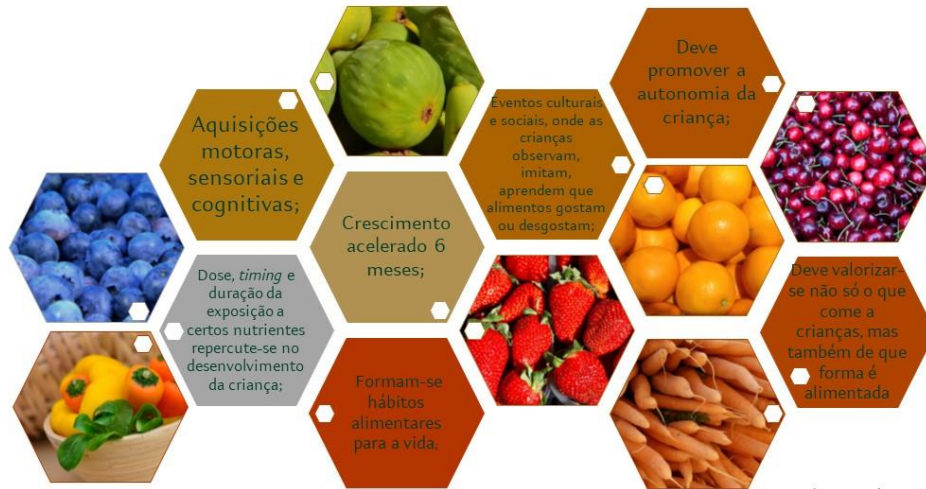 Aquisições
motoras,
sensoriais e
cognitivas;
Dose, timing e
duração da
exposição a
certos nutrientes
repercute-se no
desenvolvimento
da criança;
Crescimento
acelerado 6
meses;
Formam-se
hábitos
alimentares
para a vida;
Eventos culturais
e sociais, onde as
crianças
observam,
imitam,
aprendem que
alimentos gostam
ou desgostam;
Deve
promover a
autonomia da
criança;
Deve valorizar-
se não só o que
come a
crianças, mas
também de que
forma é
alimentada